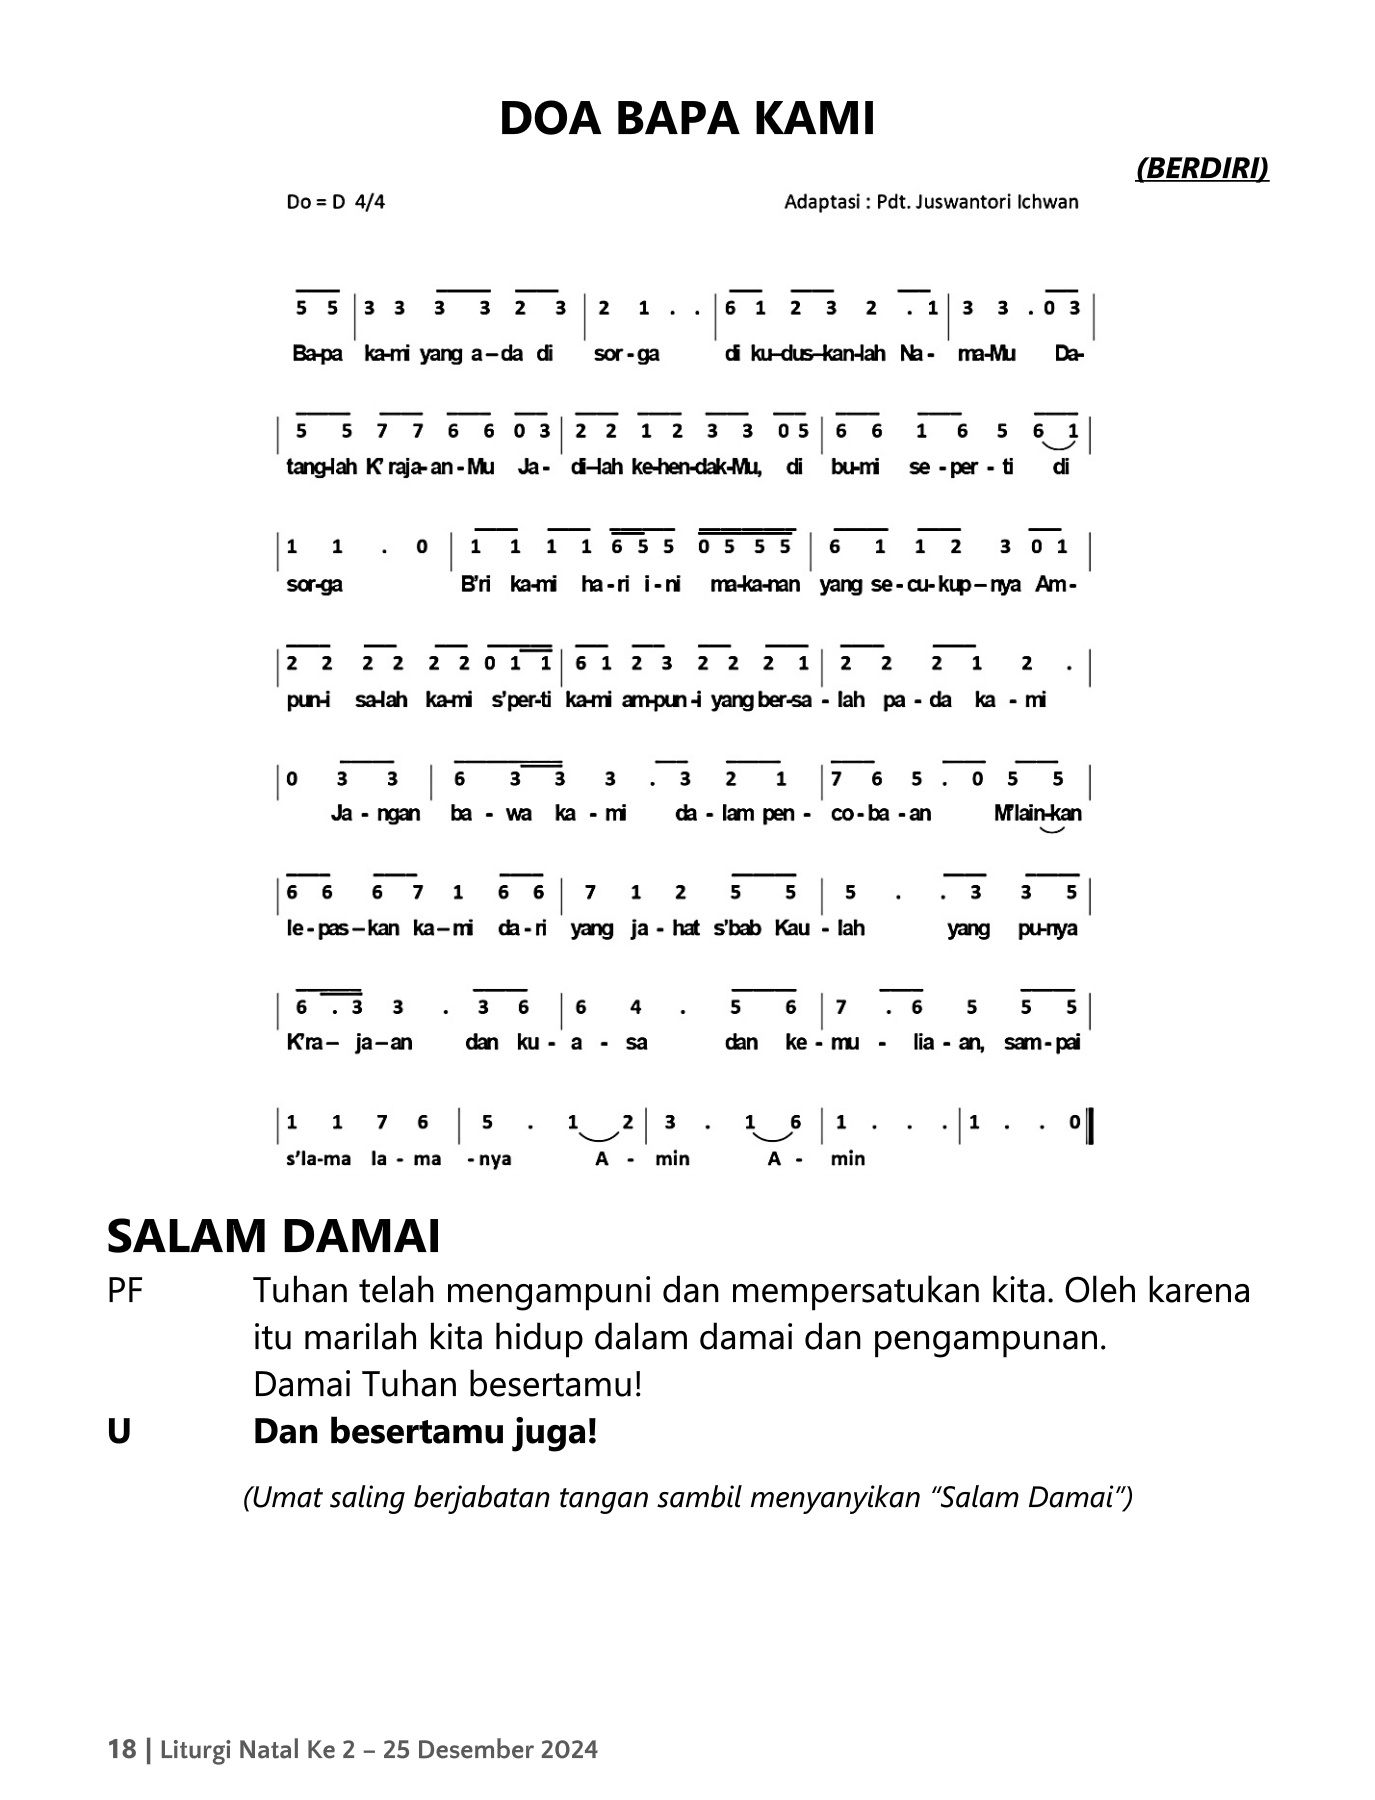 DOA BAPA KAMI
(BERDIRI)
Do = D 4/4 Adaptasi : Pdt. Juswantori Ichwan
5 5 | 3 3 3 3 2 3 | 2 1 . . | 6 1 2 3 2 . 1 | 3 3 . 0 3 |
Ba-pa ka-mi yang a – da di sor - ga di ku–dus–kan-lah Na - ma-Mu Da-
| 5 5 7 7 6 6 0 3 | 2 2 1 2 3 3 0 5 | 6 6 1 6 5 6 1 |
tang-lah K' raja- an - Mu Ja - di–lah ke-hen-dak-Mu, di bu-mi se - per - ti di
| 1 1 . 0 | 1 1 1 1 6 5 5 0 5 5 5 | 6 1 1 2 3 0 1 |
sor-ga B'ri ka-mi ha - ri i - ni ma-ka-nan yang se - cu- kup – nya Am -
| 2 2 2 2 2 2 0 1 1 | 6 1 2 3 2 2 2 1 | 2 2 2 1 2 . |
pun-i sa-lah ka-mi s'per-ti ka-mi am-pun - i yang ber-sa - lah pa - da ka - mi
| 0 3 3 | 6 3 3 3 . 3 2 1 | 7 6 5 . 0 5 5 |
Ja - ngan ba - wa ka - mi da - lam pen - co - ba - an M'lain-kan
| 6 6 6 7 1 6 6 | 7 1 2 5 5 | 5 . . 3 3 5 |
le - pas – kan ka – mi da - ri yang ja - hat s'bab Kau - lah yang pu-nya
| 6 . 3 3 . 3 6 | 6 4 . 5 6 | 7 . 6 5 5 5 |
K'ra – ja – an dan ku - a - sa dan ke - mu - lia - an, sam - pai
| 1 1 7 6 | 5 . 1 2 | 3 . 1 6 | 1 . . . | 1 . . 0 ||
s'la-ma la - ma - nya A - min A - min
SALAM DAMAI
PF Tuhan telah mengampuni dan mempersatukan kita. Oleh karena
itu marilah kita hidup dalam damai dan pengampunan.
Damai Tuhan besertamu!
U Dan besertamu juga!
(Umat saling berjabatan tangan sambil menyanyikan “Salam Damai”)
18 | Liturgi Natal Ke 2 – 25 Desember 2024